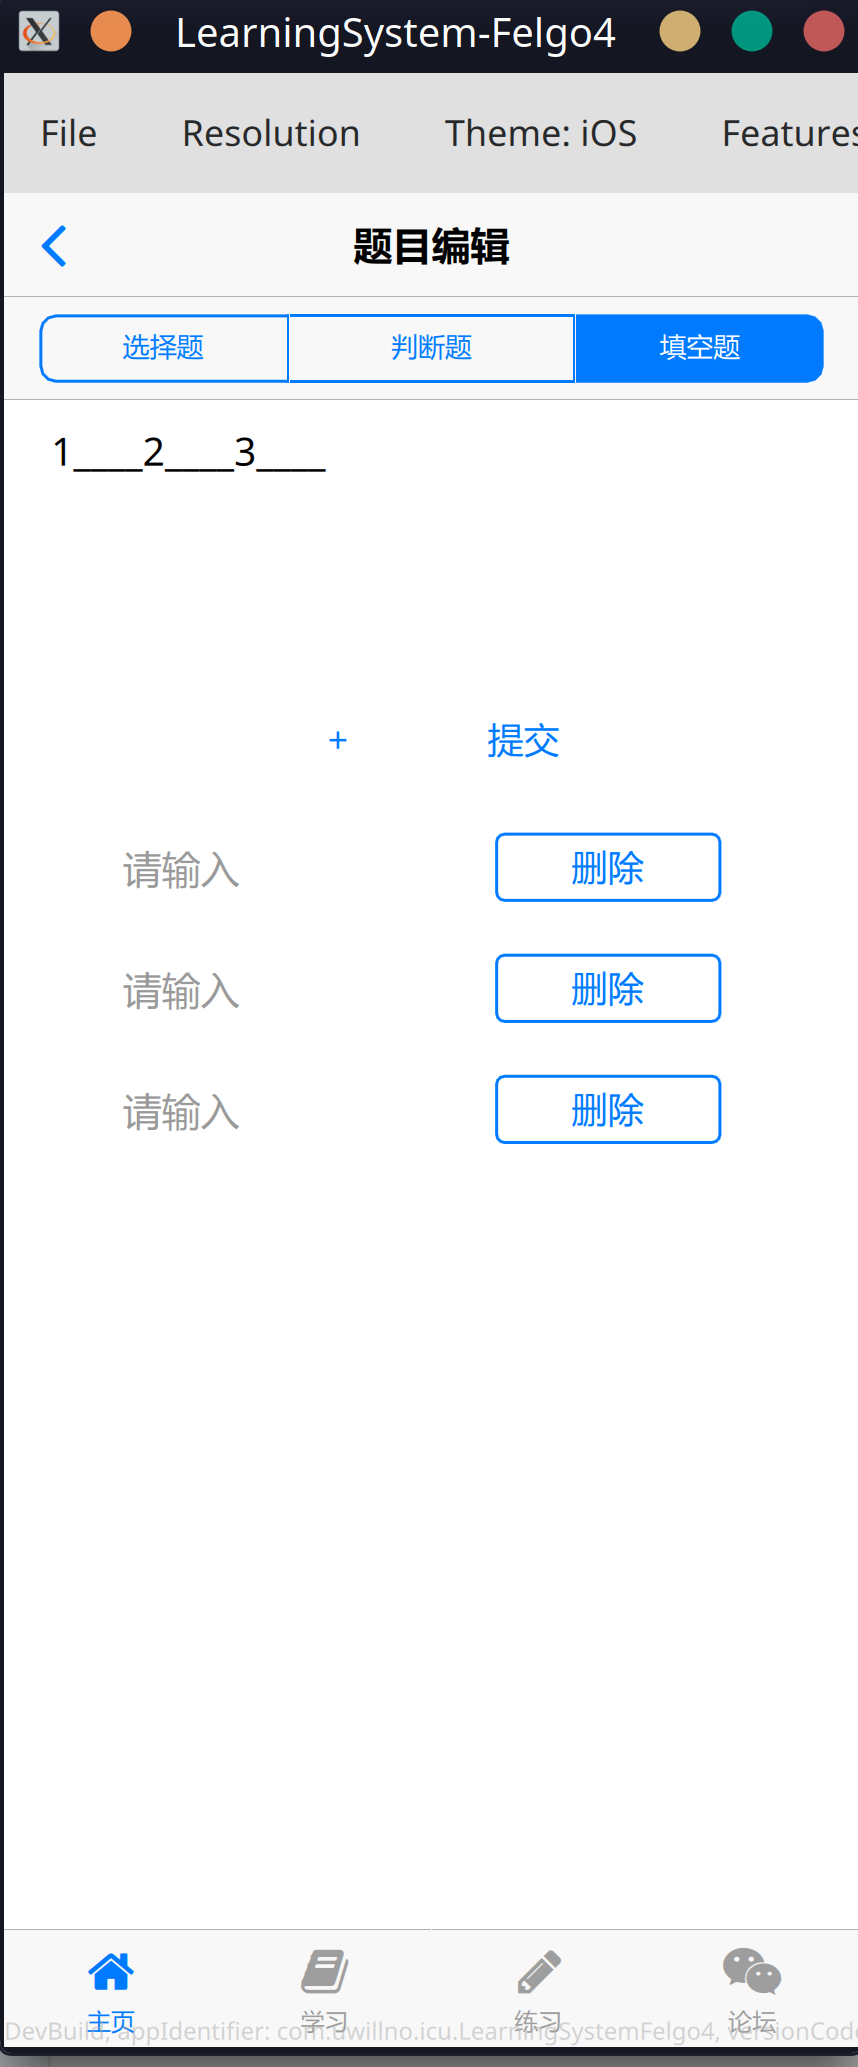 LearningSystem-Felgo4
File Resolution Theme: iOS Features
题目编辑
选择题 判断题 填空题
1____2____3____
+ 提交
请输入 删除
请输入 删除
请输入 删除
主页 学习 练习 论坛
DevBuild, appIdentifier: com.uwillno.icu.LearningSystemFelgo4, versionCode